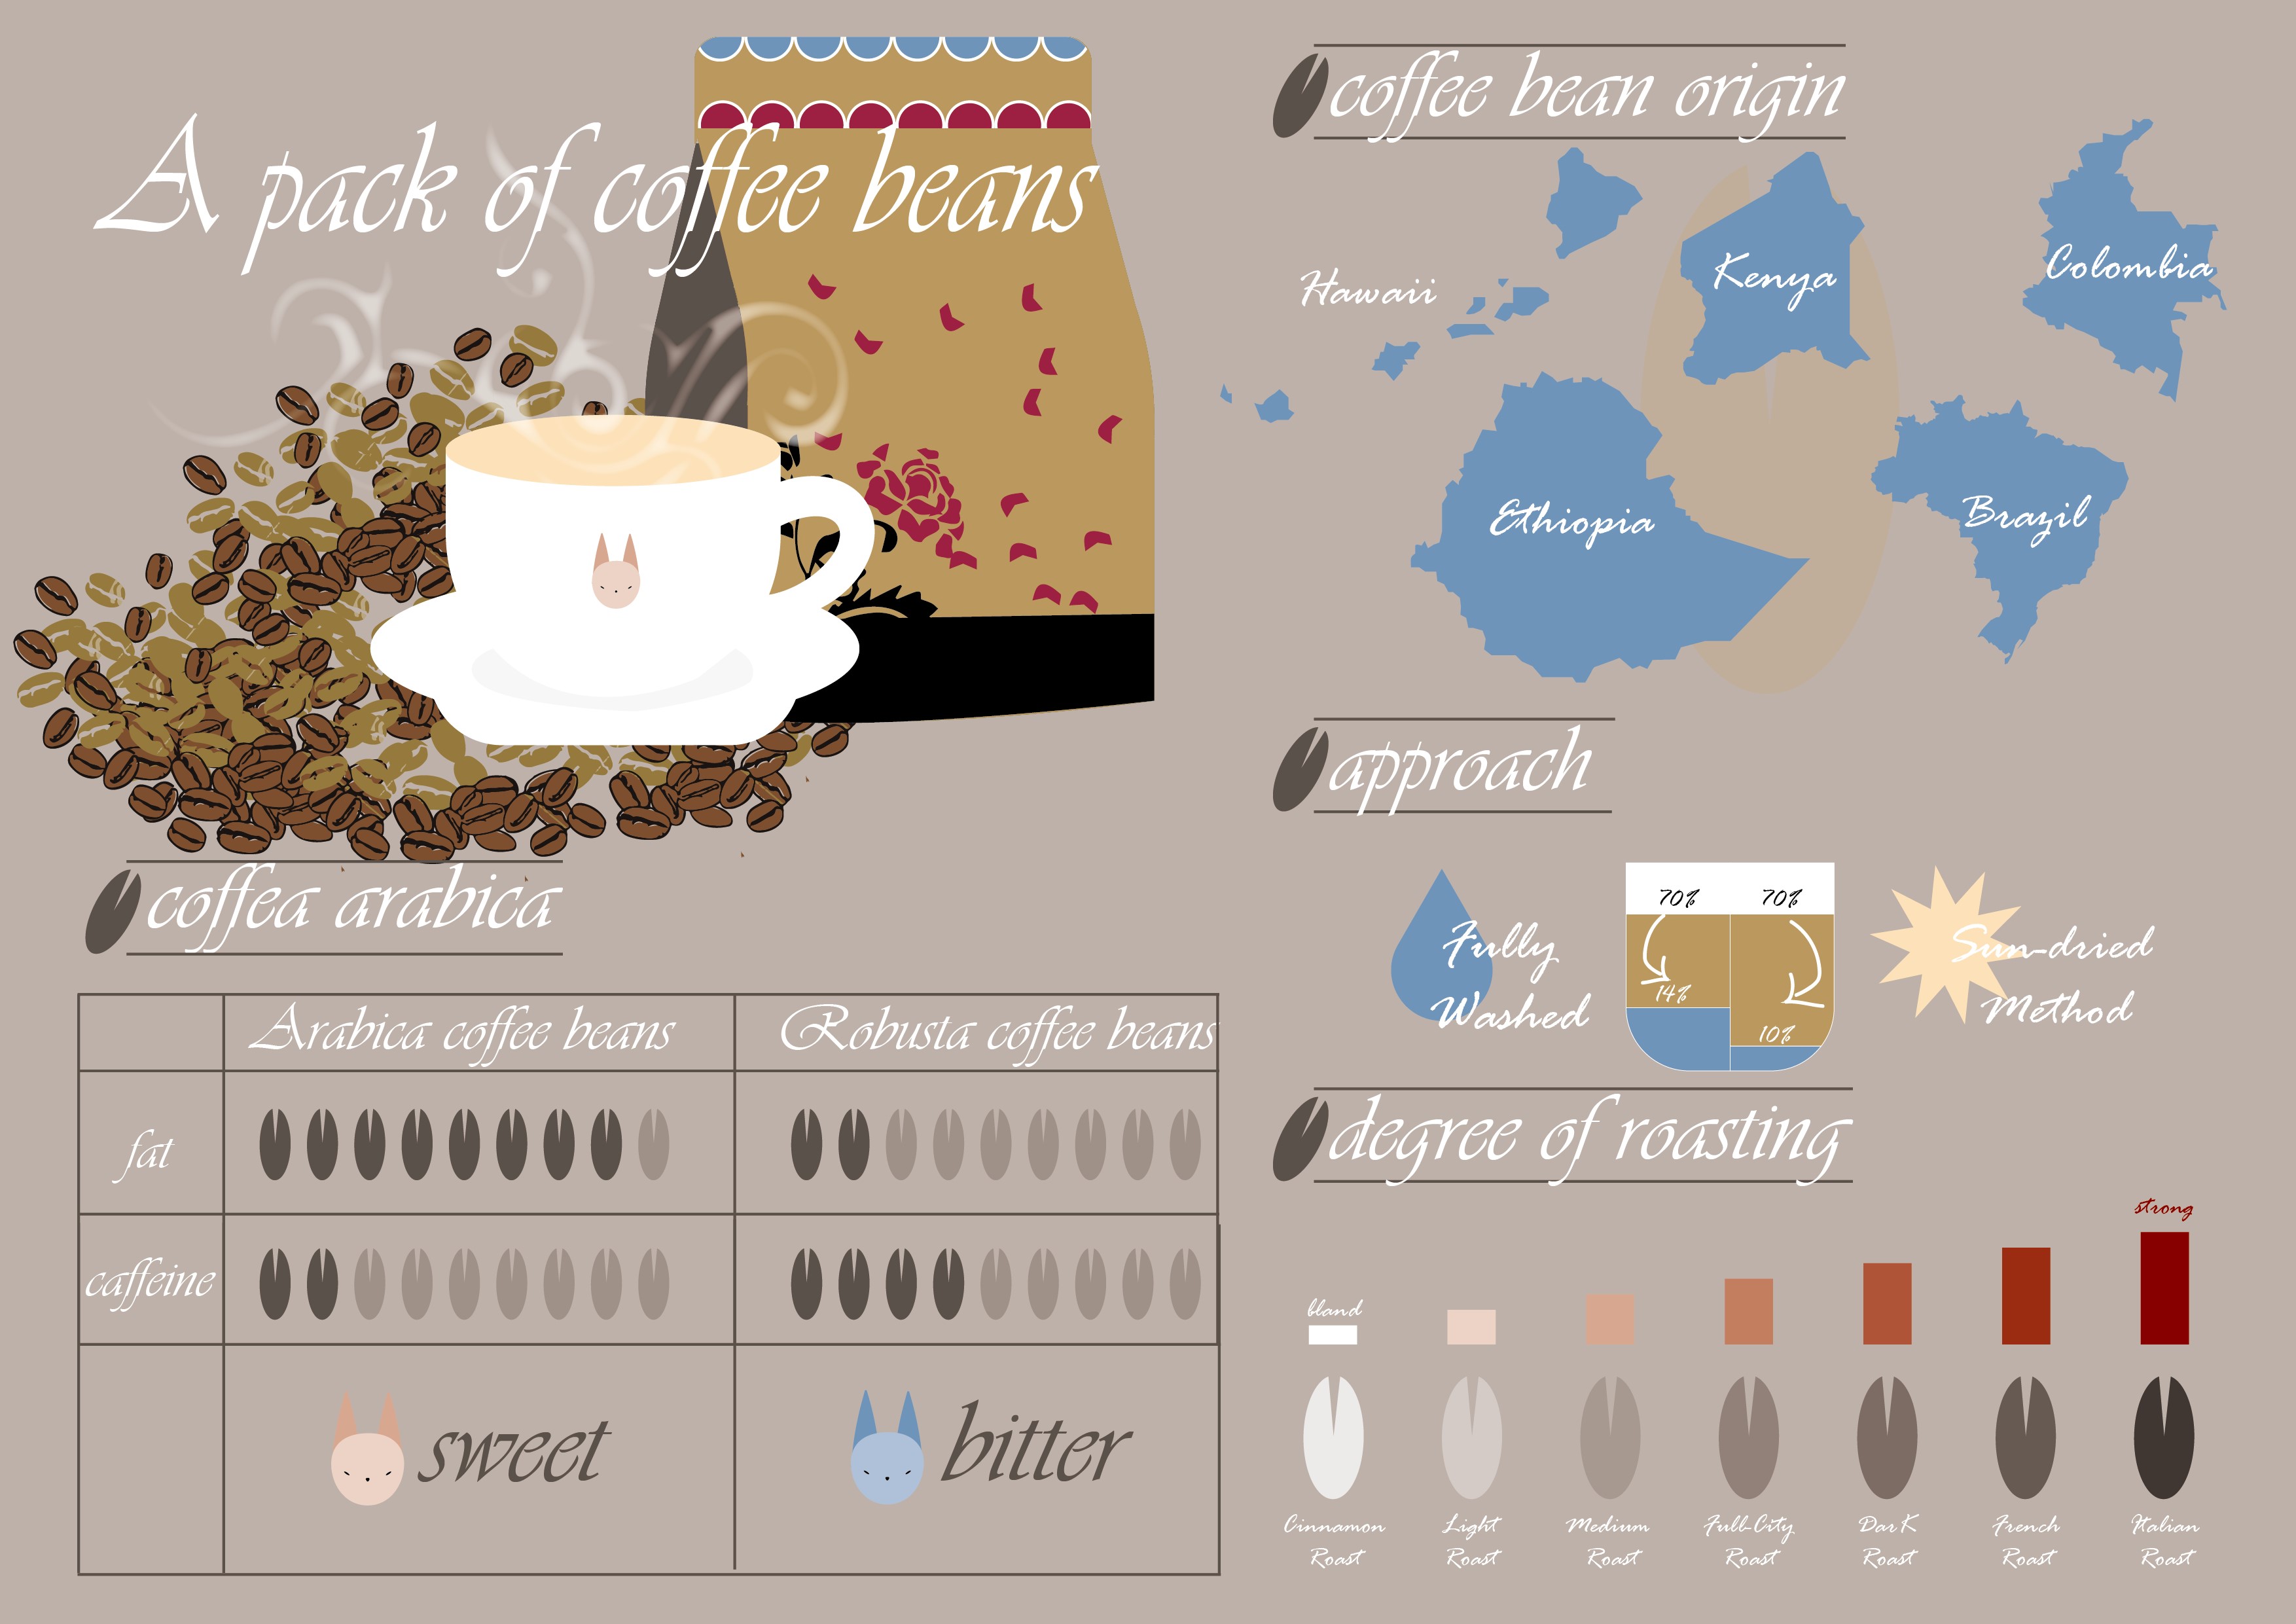 A pack of coffee beans
coffea arabica
Arabica coffee beans
Robusta coffee beans
fat
caffeine
sweet
bitter
coffee bean origin
Hawaii
Kenya
Colombia
Ethiopia
Brazil
approach
Fully
Washed
70%
70%
14%
10%
Sun-dried
Method
degree of roasting
bland
strong
Cinnamon
Roast
Light
Roast
Medium
Roast
Full-City
Roast
DarK
Roast
French
Roast
Italian
Roast